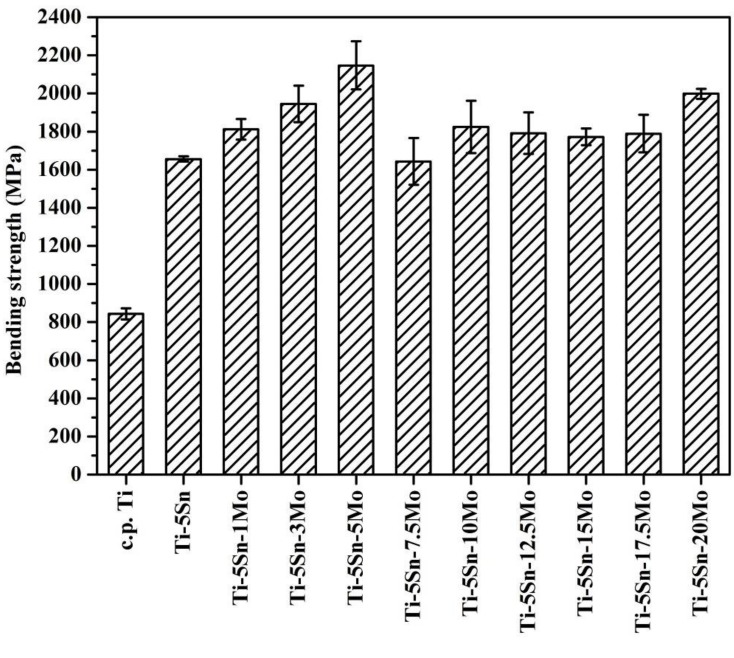 Bending strength (MPa)
2400
2200
2000
1800
1600
1400
1200
1000
800
600
400
200
0
c.p. Ti
Ti-5Sn
Ti-5Sn-1Mo
Ti-5Sn-3Mo
Ti-5Sn-5Mo
Ti-5Sn-7.5Mo
Ti-5Sn-10Mo
Ti-5Sn-12.5Mo
Ti-5Sn-15Mo
Ti-5Sn-17.5Mo
Ti-5Sn-20Mo